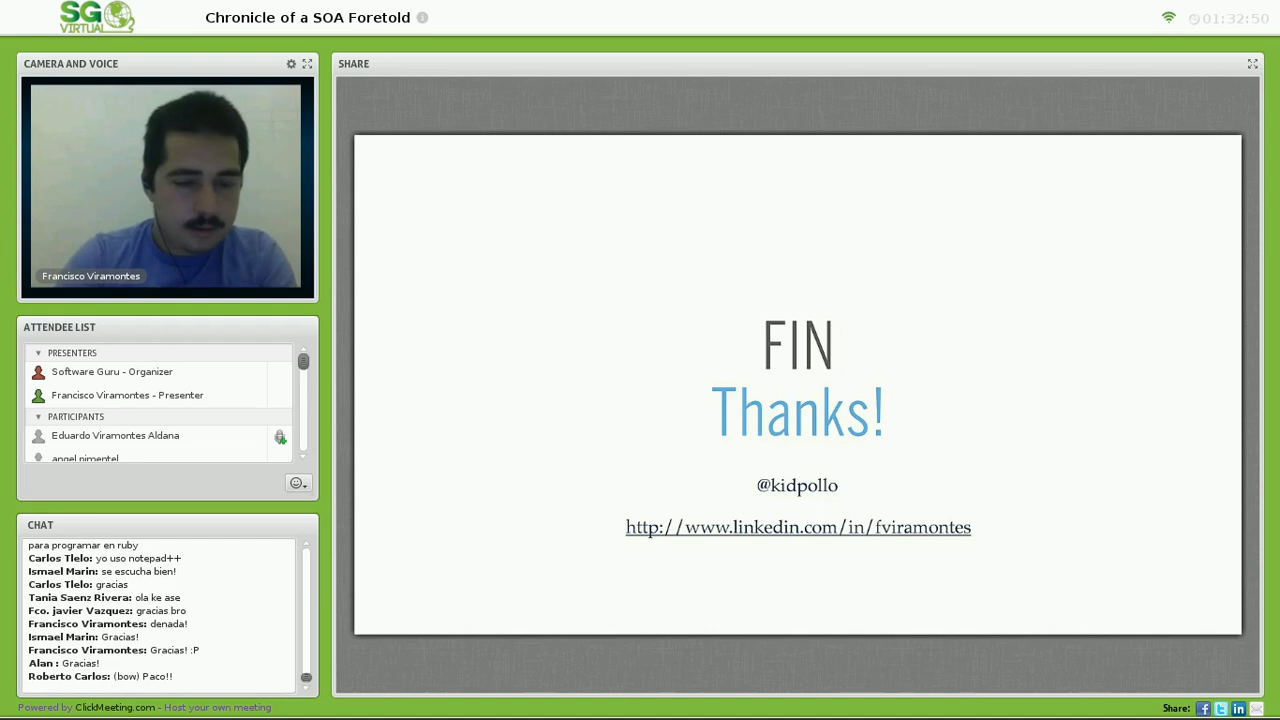 SG
VIRTUAL
Chronicle of a SOA Foretold
01:32:50
CAMERA AND VOICE
Francisco Viramontes
ATTENDEE LIST
PRESENTERS
Software Guru - Organizer
Francisco Viramontes - Presenter
PARTICIPANTS
Eduardo Viramontes Aldana
angel pimentel
CHAT
para programar en ruby
Carlos Tlelo: yo uso notepad++
Ismael Marin: se escucha bien!
Carlos Tlelo: gracias
Tania Saenz Rivera: ola ke ase
Fco. javier Vazquez: gracias bro
Francisco Viramontes: denada!
Ismael Marin: Gracias!
Francisco Viramontes: Gracias! :P
Alan : Gracias!
Roberto Carlos: (bow) Paco!!
SHARE
FIN
Thanks!
@kidpollo
http://www.linkedin.com/in/fviramontes
Powered by ClickMeeting.com - Host your own meeting
Share: